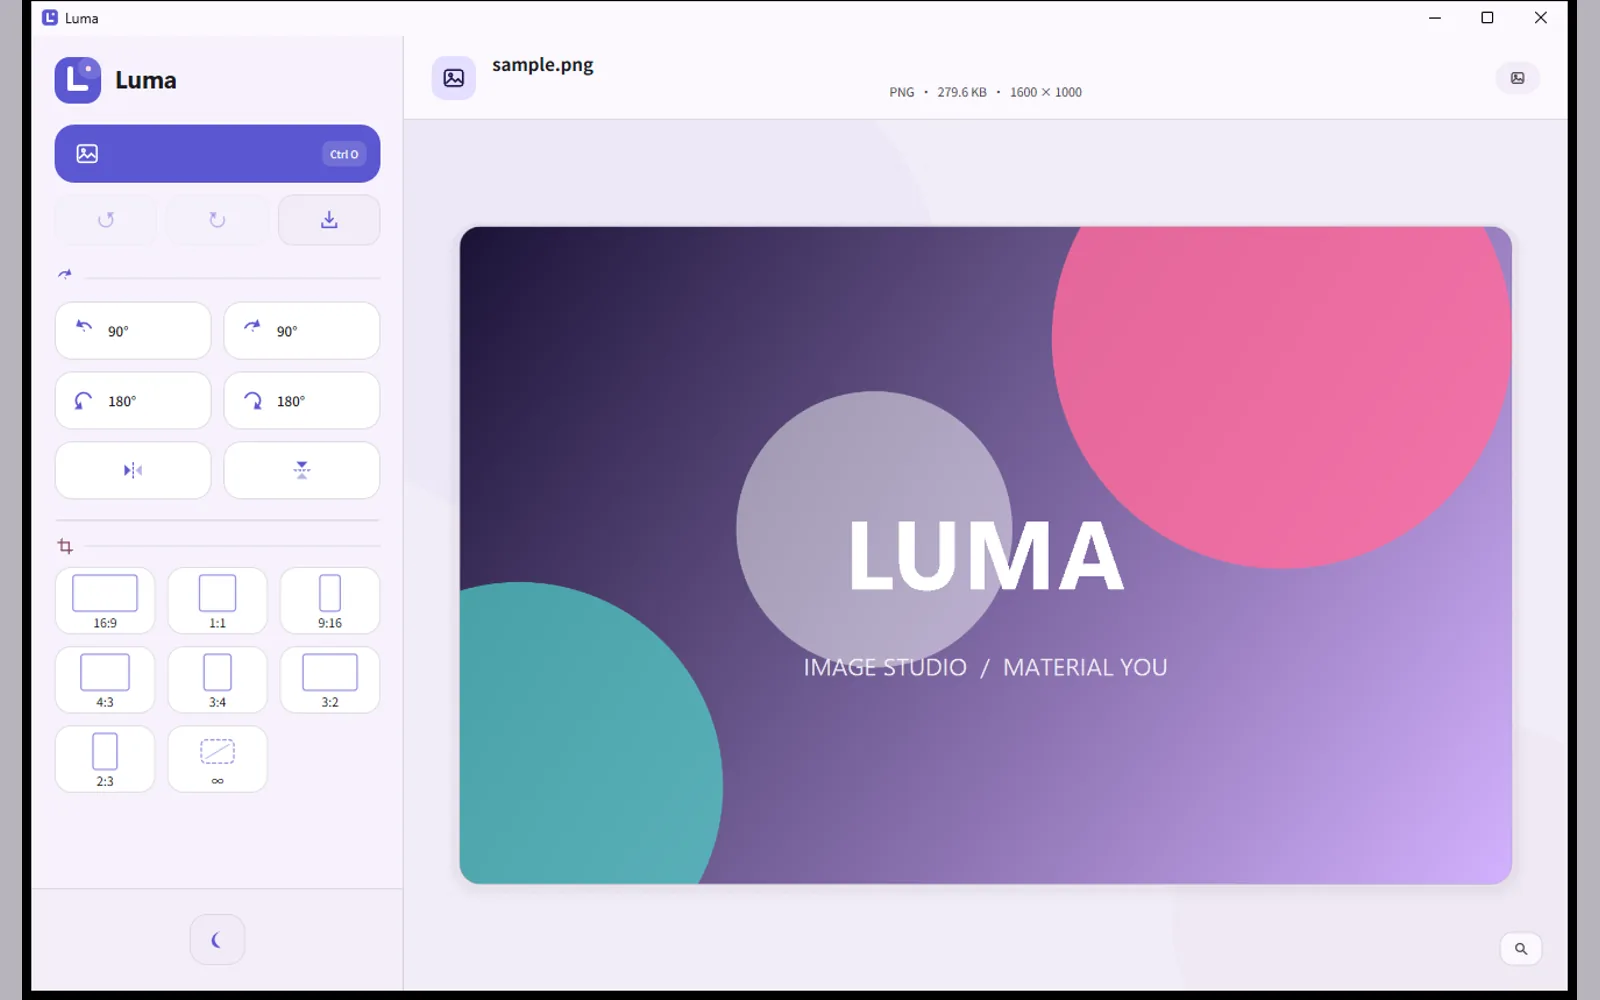 Luma
Luma
Ctrl O
90°
90°
180°
180°
16:9
1:1
9:16
4:3
3:4
3:2
2:3
∞
sample.png
PNG • 279.6 KB • 1600 × 1000
LUMA
IMAGE STUDIO / MATERIAL YOU